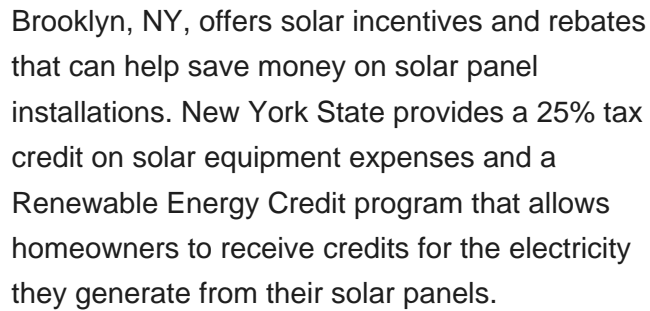 Brooklyn, NY, offers solar incentives and rebates
that can help save money on solar panel
installations. New York State provides a 25% tax
credit on solar equipment expenses and a
Renewable Energy Credit program that allows
homeowners to receive credits for the electricity
they generate from their solar panels.